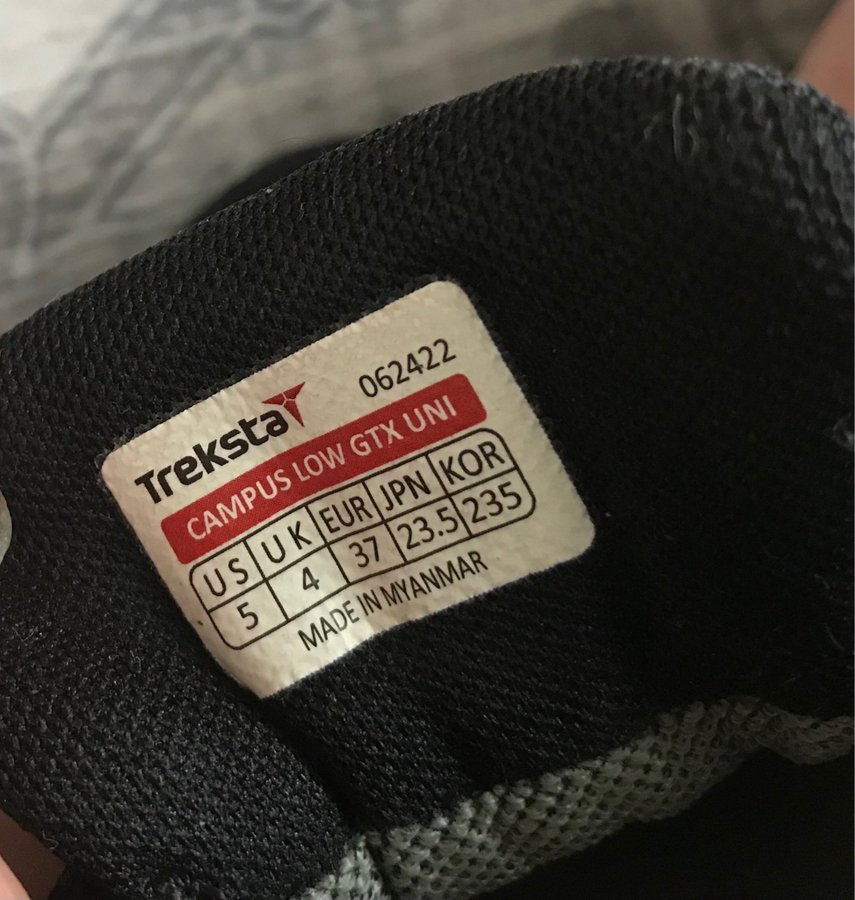 Treksta 062422
CAMPUS LOW GTX UNI
US UK EUR JPN KOR
5 4 37 23.5 235
MADE IN MYANMAR